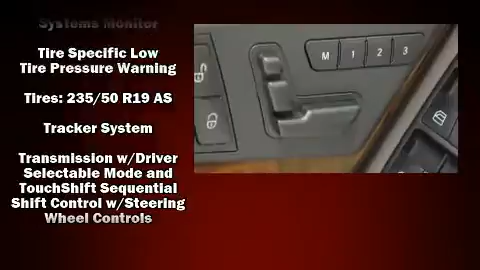 Systems Monitor
Tire Specific Low
Tire Pressure Warning
Tires: 235/50 R19 AS
Tracker System
Transmission w/Driver
Selectable Mode and
TouchShift Sequential
Shift Control w/Steering
Wheel Controls
M 1 2 3